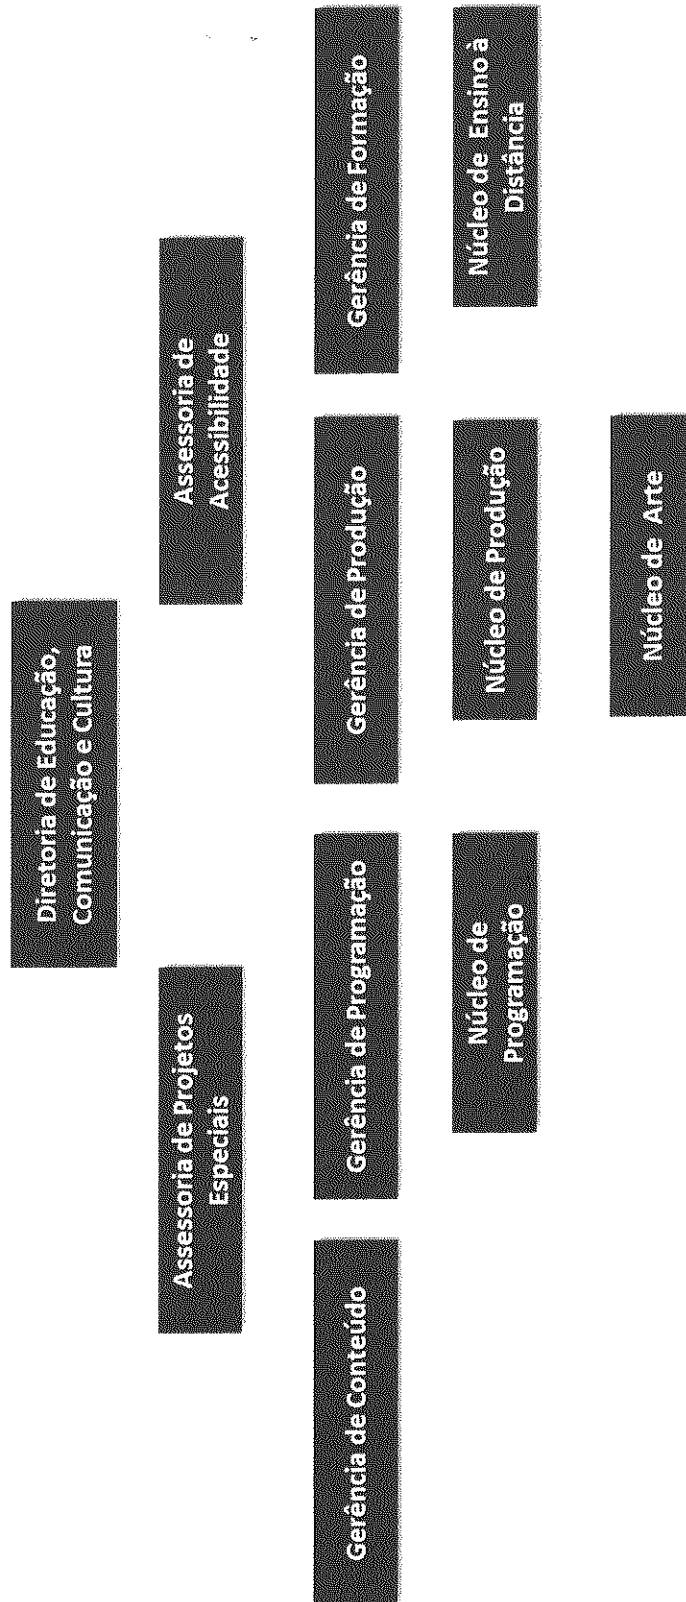 Diretoria de Educação,
Comunicação e Cultura
Assessoria de Projetos
Especiais
Assessoria de
Acessibilidade
Gerência de Conteúdo
Gerência de Programação
Gerência de Produção
Gerência de Formação
Núcleo de
Programação
Núcleo de Produção
Núcleo de Ensino à
Distância
Núcleo de Arte